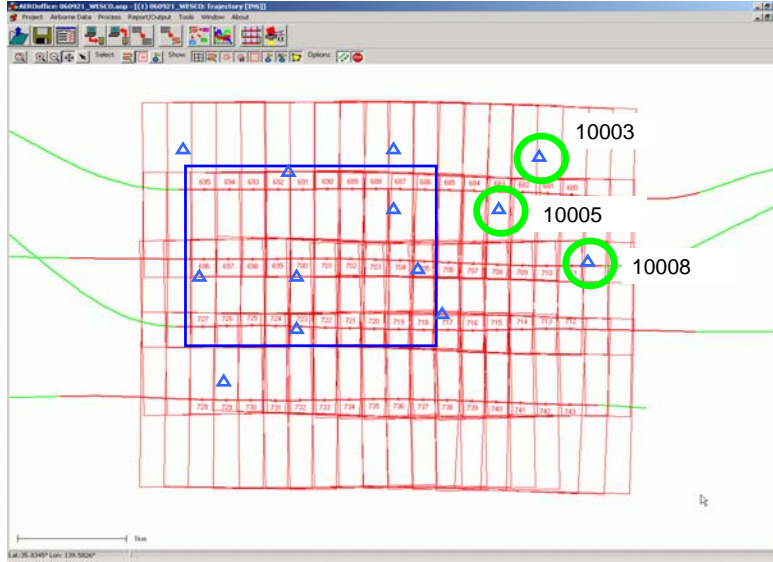 AEROoffice: 060921_WESCO.aop - [(1) 060921_WESCO: Trajectory [INS]]
Project Airborne Data Process Report/Output Tools Window About
Select: Show: Options:
10003
695 694 693 692 691 690 689 688 687 686 685 684 683 682 681 680
10005
696 697 698 699 700 701 702 703 704 705 706 707 708 709 710
10008
727 726 725 724 723 722 721 720 719 718 717 716 715 714 713 712
728 729 730 731 732 733 734 735 736 737 738 739 740 741 742 743
Lat:35.8345° Lon: 139.5826°